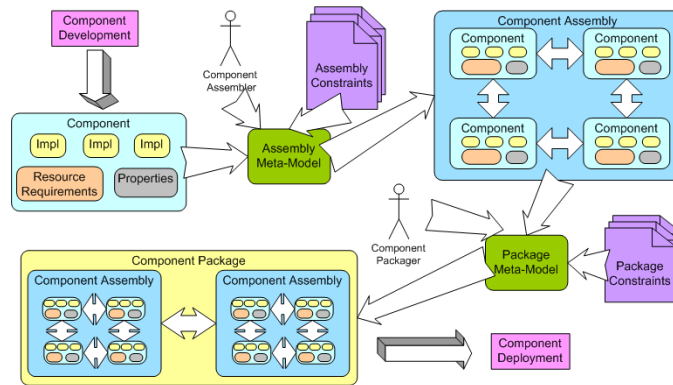 Component
Development
Component
Assembler
Assembly
Constraints
Component Assembly
Component
Component
Component
Component
Component
Impl
Impl
Impl
Resource
Requirements
Properties
Assembly
Meta-Model
Component
Packager
Package
Meta-Model
Package
Constraints
Component Package
Component Assembly
Component Assembly
Component
Deployment